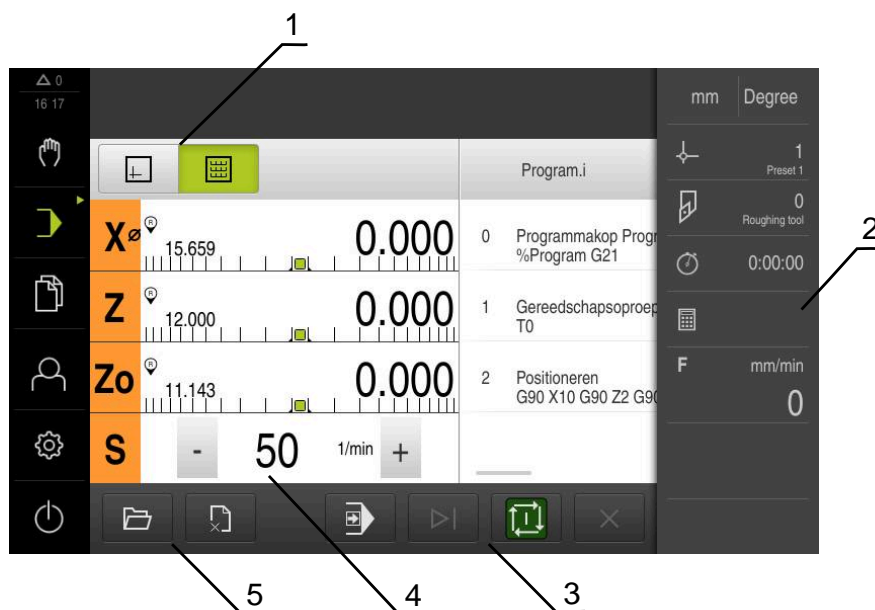 1
0
16 17
mm Degree
1
Preset 1
Program.i
0
Roughing tool
2
R
X⌀ 15.659 0.000
0 Programmakop Progr
%Program G21
0:00:00
R
Z 12.000 0.000
1 Gereedschapsoproep
T0
R
Zo 11.143 0.000
2 Positioneren
G90 X10 G90 Z2 G90
F mm/min
0
S - 50 1/min +
5
4
3